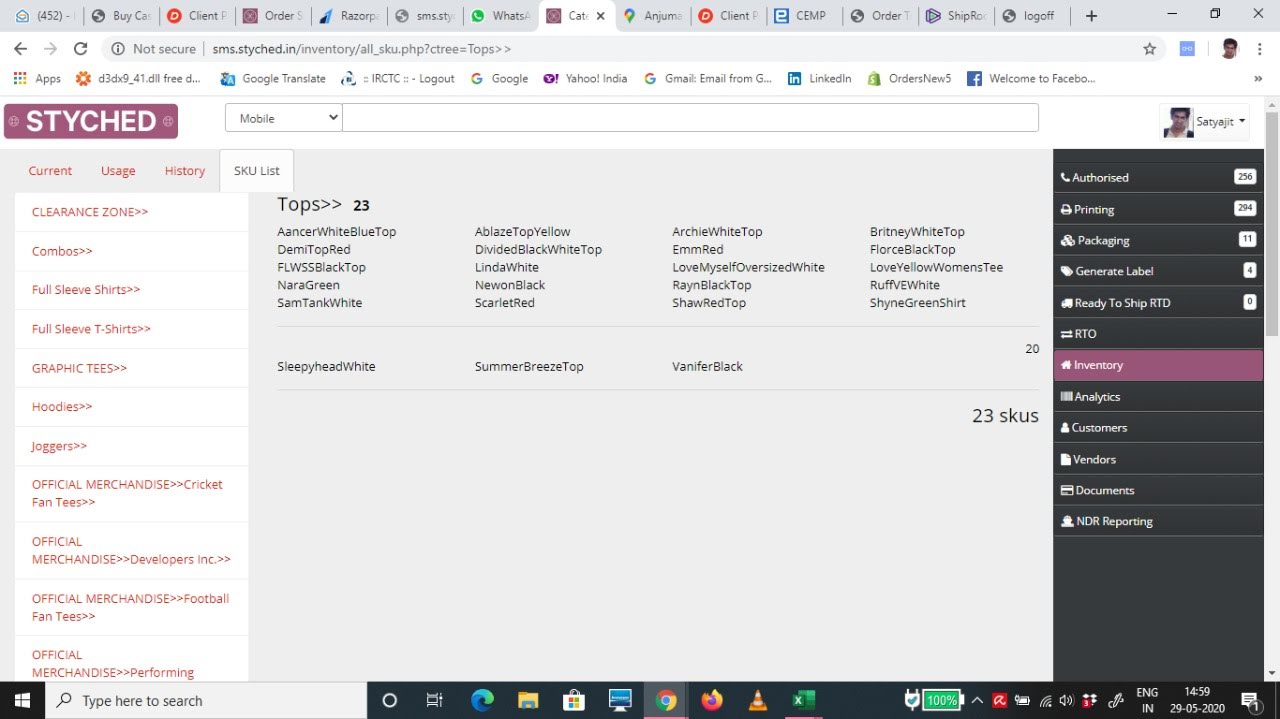 (452) -
Buy Cas
Client P
Order S
Razorpa
sms.styc
WhatsA
Cate
Anjuma
Client P
CEMP
Order T
ShipRoc
logoff
Not secure | sms.styched.in/inventory/all_sku.php?ctree=Tops>>
Apps d3dx9_41.dll free d... Google Translate :: IRCTC :: - Logout Google Yahoo! India Gmail: Email from G... LinkedIn OrdersNew5 Welcome to Facebo... »
STYCHED
Mobile
Satyajit
Current Usage History SKU List
CLEARANCE ZONE>>
Combos>>
Full Sleeve Shirts>>
Full Sleeve T-Shirts>>
GRAPHIC TEES>>
Hoodies>>
Joggers>>
OFFICIAL MERCHANDISE>>Cricket
Fan Tees>>
OFFICIAL
MERCHANDISE>>Developers Inc.>>
OFFICIAL MERCHANDISE>>Football
Fan Tees>>
OFFICIAL
MERCHANDISE>>Performing
Tops>> 23
AancerWhiteBlueTop AblazeTopYellow ArchieWhiteTop BritneyWhiteTop
DemiTopRed DividedBlackWhiteTop EmmRed FlorceBlackTop
FLWSSBlackTop LindaWhite LoveMyselfOversizedWhite LoveYellowWomensTee
NaraGreen NewonBlack RaynBlackTop RuffVEWhite
SamTankWhite ScarletRed ShawRedTop ShyneGreenShirt
20
SleepyheadWhite SummerBreezeTop VaniferBlack
23 skus
Authorised 256
Printing 294
Packaging 11
Generate Label 4
Ready To Ship RTD 0
RTO
Inventory
Analytics
Customers
Vendors
Documents
NDR Reporting
Type here to search
100%
ENG
IN
14:59
29-05-2020
1